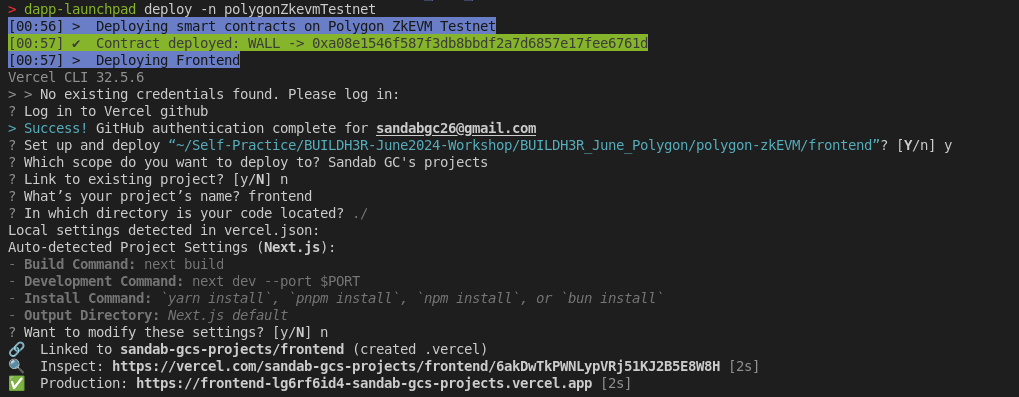 > dapp-launchpad deploy -n polygonZkevmTestnet
[00:56] >  Deploying smart contracts on Polygon ZkEVM Testnet
[00:57] ✔  Contract deployed: WALL -> 0xa08e1546f587f3db8bbdf2a7d6857e17fee6761d
[00:57] >  Deploying Frontend
Vercel CLI 32.5.6
> > No existing credentials found. Please log in:
? Log in to Vercel github
> Success! GitHub authentication complete for sandabgc26@gmail.com
? Set up and deploy “~/Self-Practice/BUILDH3R-June2024-Workshop/BUILDH3R_June_Polygon/polygon-zkEVM/frontend”? [Y/n] y
? Which scope do you want to deploy to? Sandab GC's projects
? Link to existing project? [y/N] n
? What’s your project’s name? frontend
? In which directory is your code located? ./
Local settings detected in vercel.json:
Auto-detected Project Settings (Next.js):
- Build Command: next build
- Development Command: next dev --port $PORT
- Install Command: `yarn install`, `pnpm install`, `npm install`, or `bun install`
- Output Directory: Next.js default
? Want to modify these settings? [y/N] n
🔗  Linked to sandab-gcs-projects/frontend (created .vercel)
🔍  Inspect: https://vercel.com/sandab-gcs-projects/frontend/6akDwTkPWNLypVRj51KJ2B5E8W8H [2s]
✅  Production: https://frontend-lg6rf6id4-sandab-gcs-projects.vercel.app [2s]